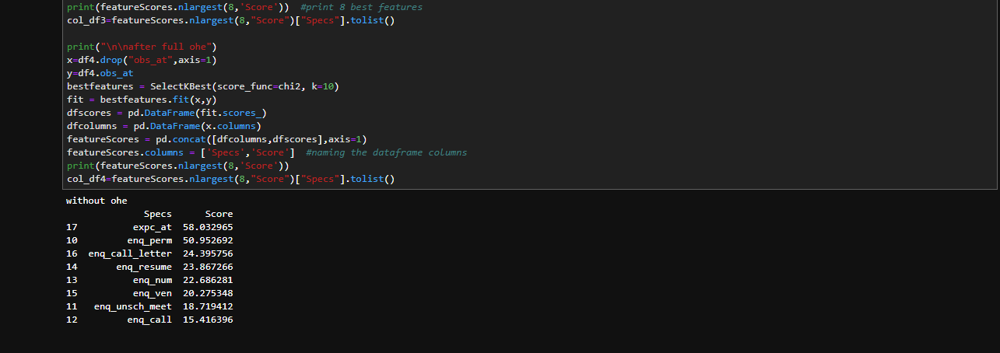 print(featureScores.nlargest(8,'Score'))  #print 8 best features
col_df3=featureScores.nlargest(8,"Score")["Specs"].tolist()

print("\n\nafter full ohe")
x=df4.drop("obs_at",axis=1)
y=df4.obs_at
bestfeatures = SelectKBest(score_func=chi2, k=10)
fit = bestfeatures.fit(x,y)
dfscores = pd.DataFrame(fit.scores_)
dfcolumns = pd.DataFrame(x.columns)
featureScores = pd.concat([dfcolumns,dfscores],axis=1)
featureScores.columns = ['Specs','Score']  #naming the dataframe columns
print(featureScores.nlargest(8,'Score'))
col_df4=featureScores.nlargest(8,"Score")["Specs"].tolist()
without ohe
Specs Score
17 expc_at 58.032965
10 enq_perm 50.952692
16 enq_call_letter 24.395756
14 enq_resume 23.867266
13 enq_num 22.686281
15 enq_ven 20.275348
11 enq_unsch_meet 18.719412
12 enq_call 15.416396